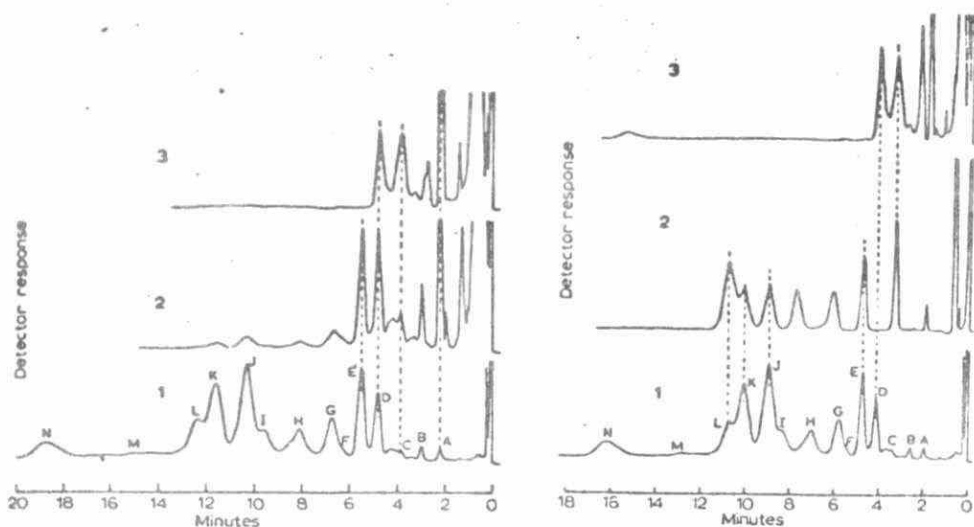 Detector response
3
2
1
N
M
L
K
J
I
H
G
F
E
D
C
B
A
20 18 16 14 12 10 8 6 4 2 0
Minutes
Detector response
3
2
1
N
M
L
K
J
I
H
G
F
E
D
C
B
A
18 16 14 12 10 8 6 4 2 0
Minutes